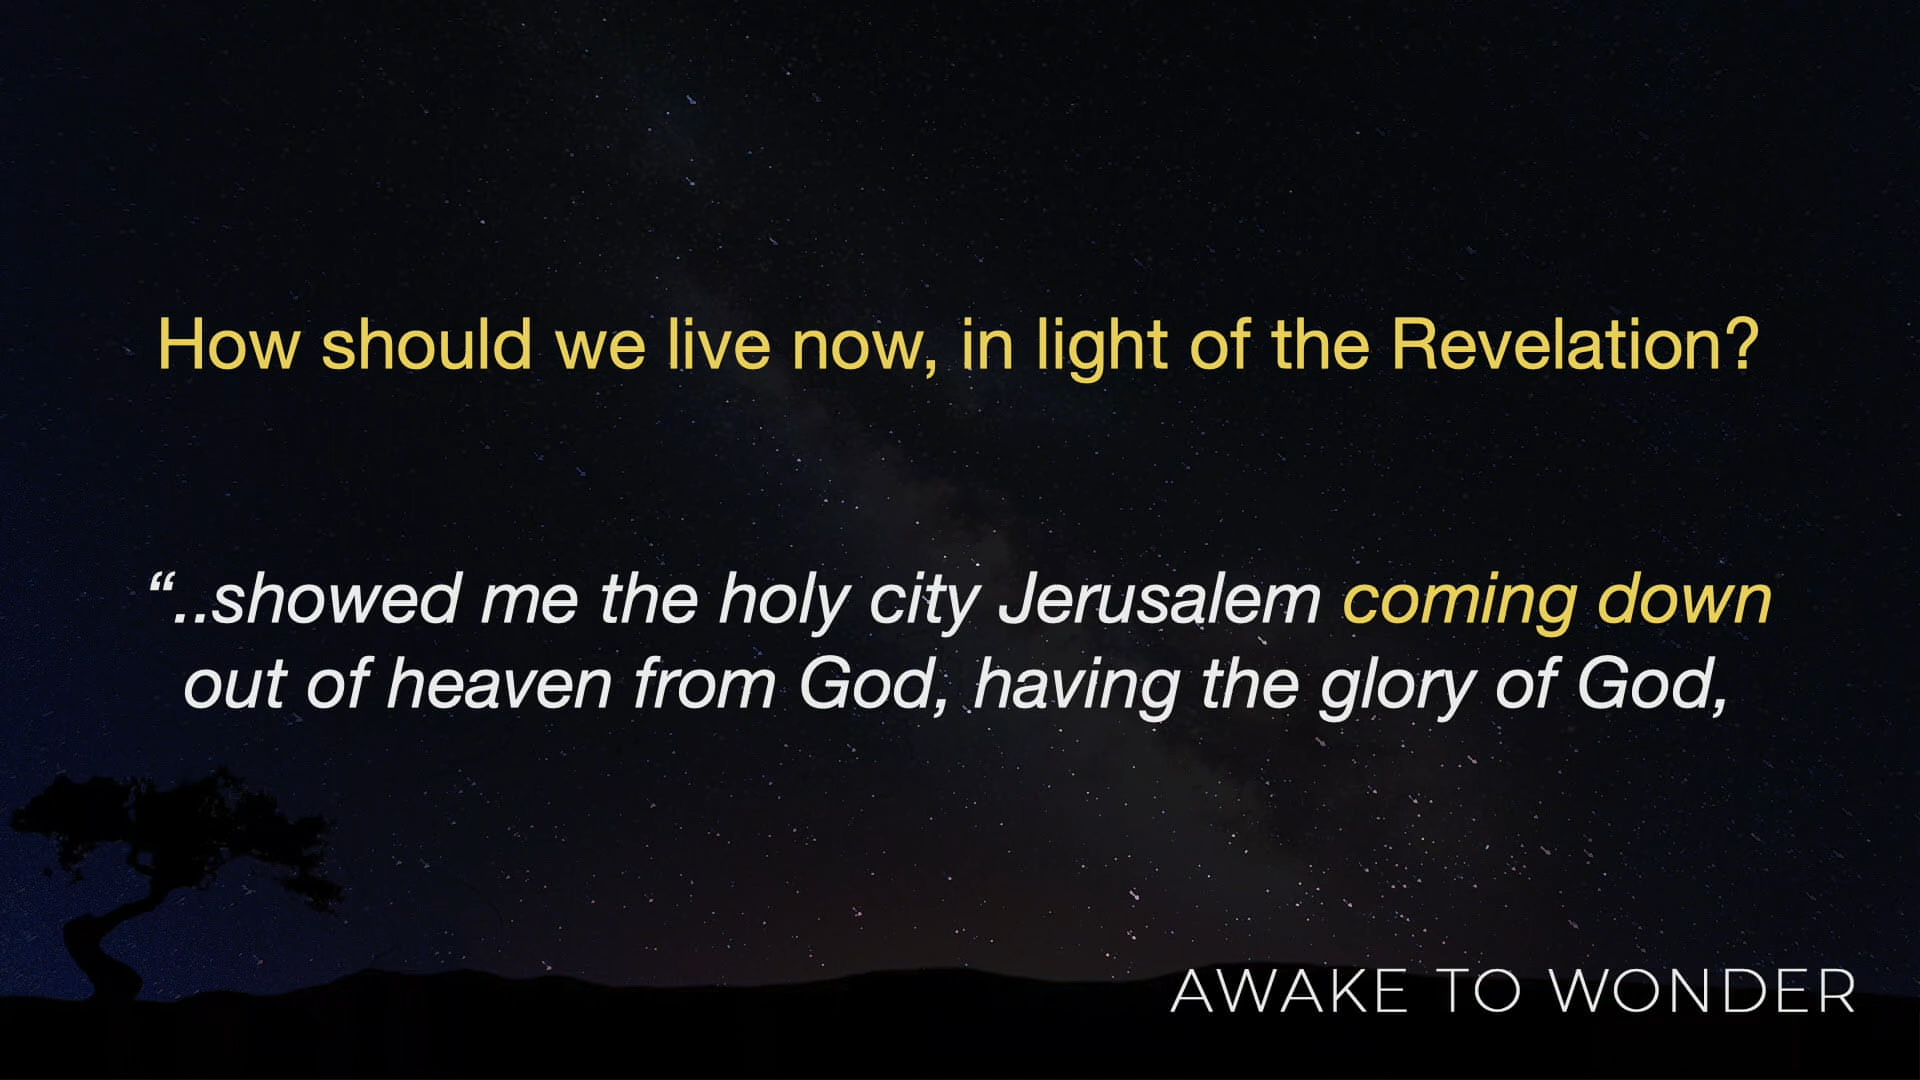 How should we live now, in light of the Revelation?
“..showed me the holy city Jerusalem coming down
out of heaven from God, having the glory of God,
AWAKE TO WONDER